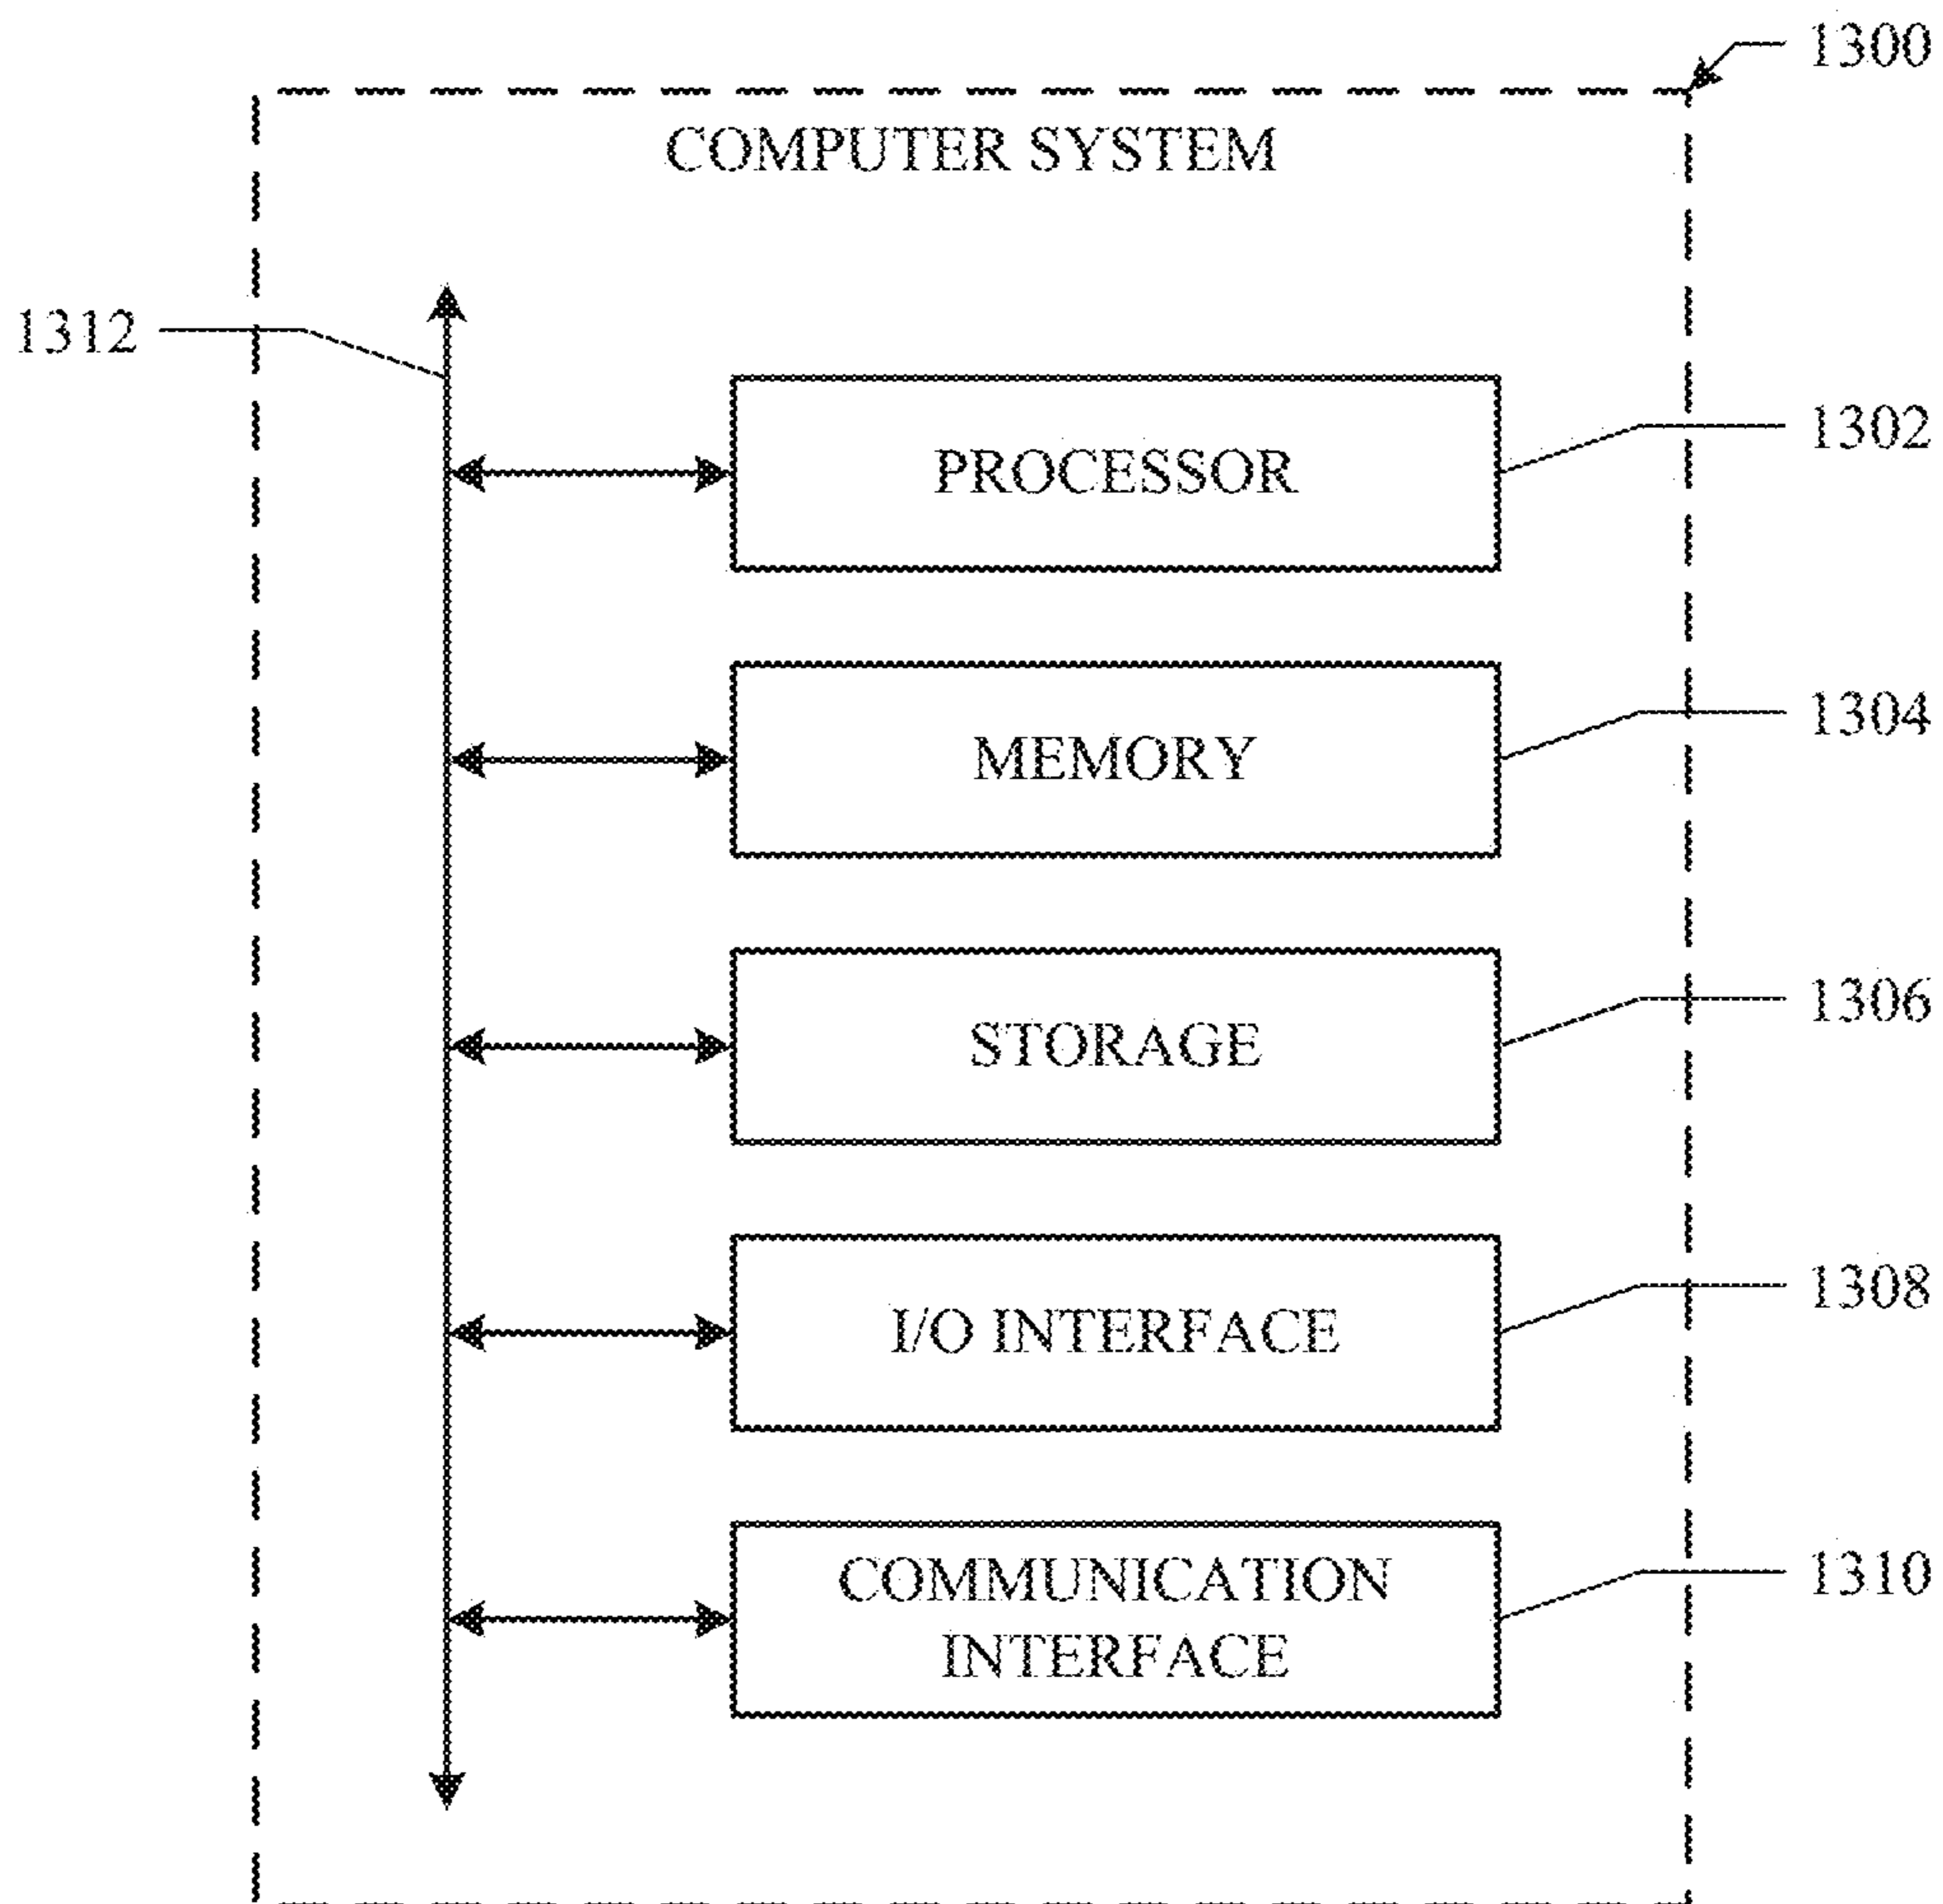 1300
COMPUTER SYSTEM
1312
PROCESSOR
1302
MEMORY
1304
STORAGE
1306
I/O INTERFACE
1308
COMMUNICATION
INTERFACE
1310